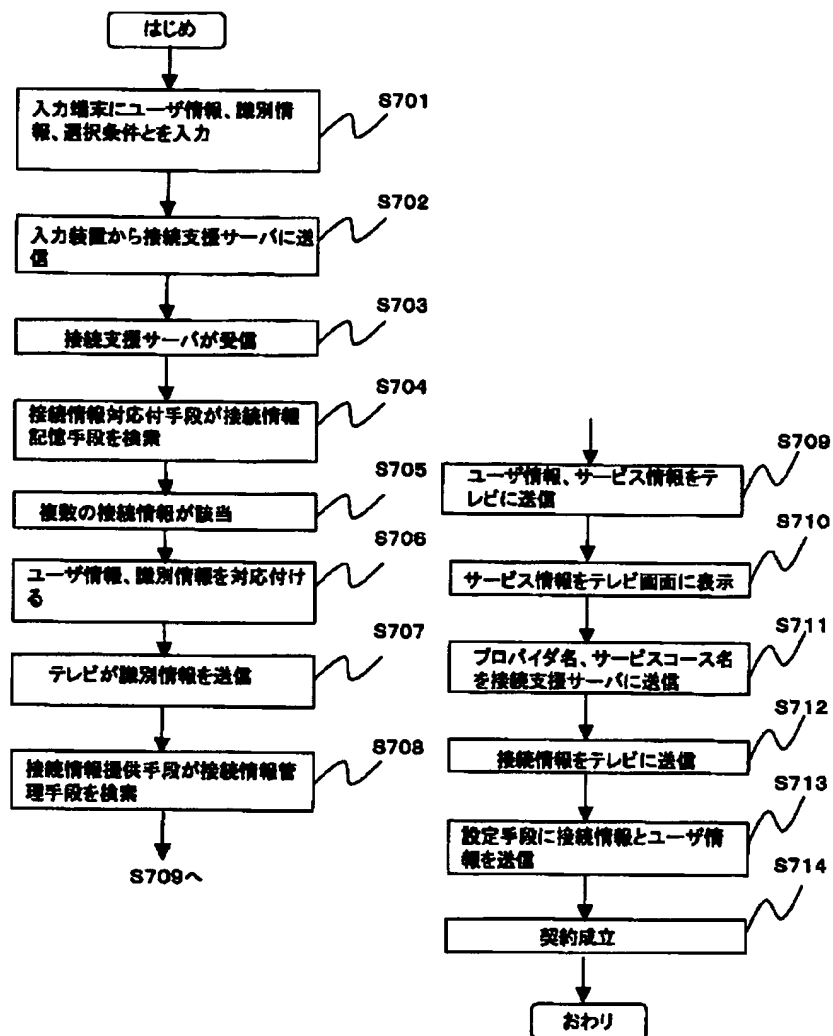 はじめ
S701
入力端末にユーザ情報、識別情
報、選択条件とを入力
S702
入力装置から接続支援サーバに送
信
S703
接続支援サーバが受信
S704
接続情報対応付手段が接続情報
記憶手段を検索
S705
複数の接続情報が該当
S706
ユーザ情報、識別情報を対応付け
る
S707
テレビが識別情報を送信
S708
接続情報提供手段が接続情報管
理手段を検索
S709へ
S709
ユーザ情報、サービス情報をテ
レビに送信
S710
サービス情報をテレビ画面に表示
S711
プロバイダ名、サービスコース名
を接続支援サーバに送信
S712
接続情報をテレビに送信
S713
設定手段に接続情報とユーザ情
報を送信
S714
契約成立
おわり